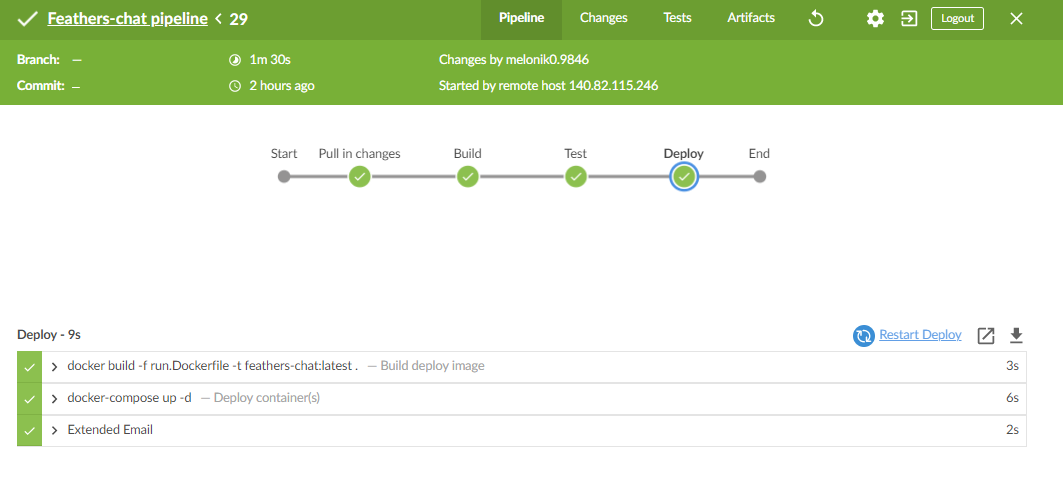 Feathers-chat pipeline < 29 Pipeline Changes Tests Artifacts Logout
Branch: — 1m 30s Changes by melonik0.9846
Commit: — 2 hours ago Started by remote host 140.82.115.246
Start Pull in changes Build Test Deploy End
Deploy - 9s Restart Deploy
docker build -f run.Dockerfile -t feathers-chat:latest . — Build deploy image 3s
docker-compose up -d — Deploy container(s) 6s
Extended Email 2s